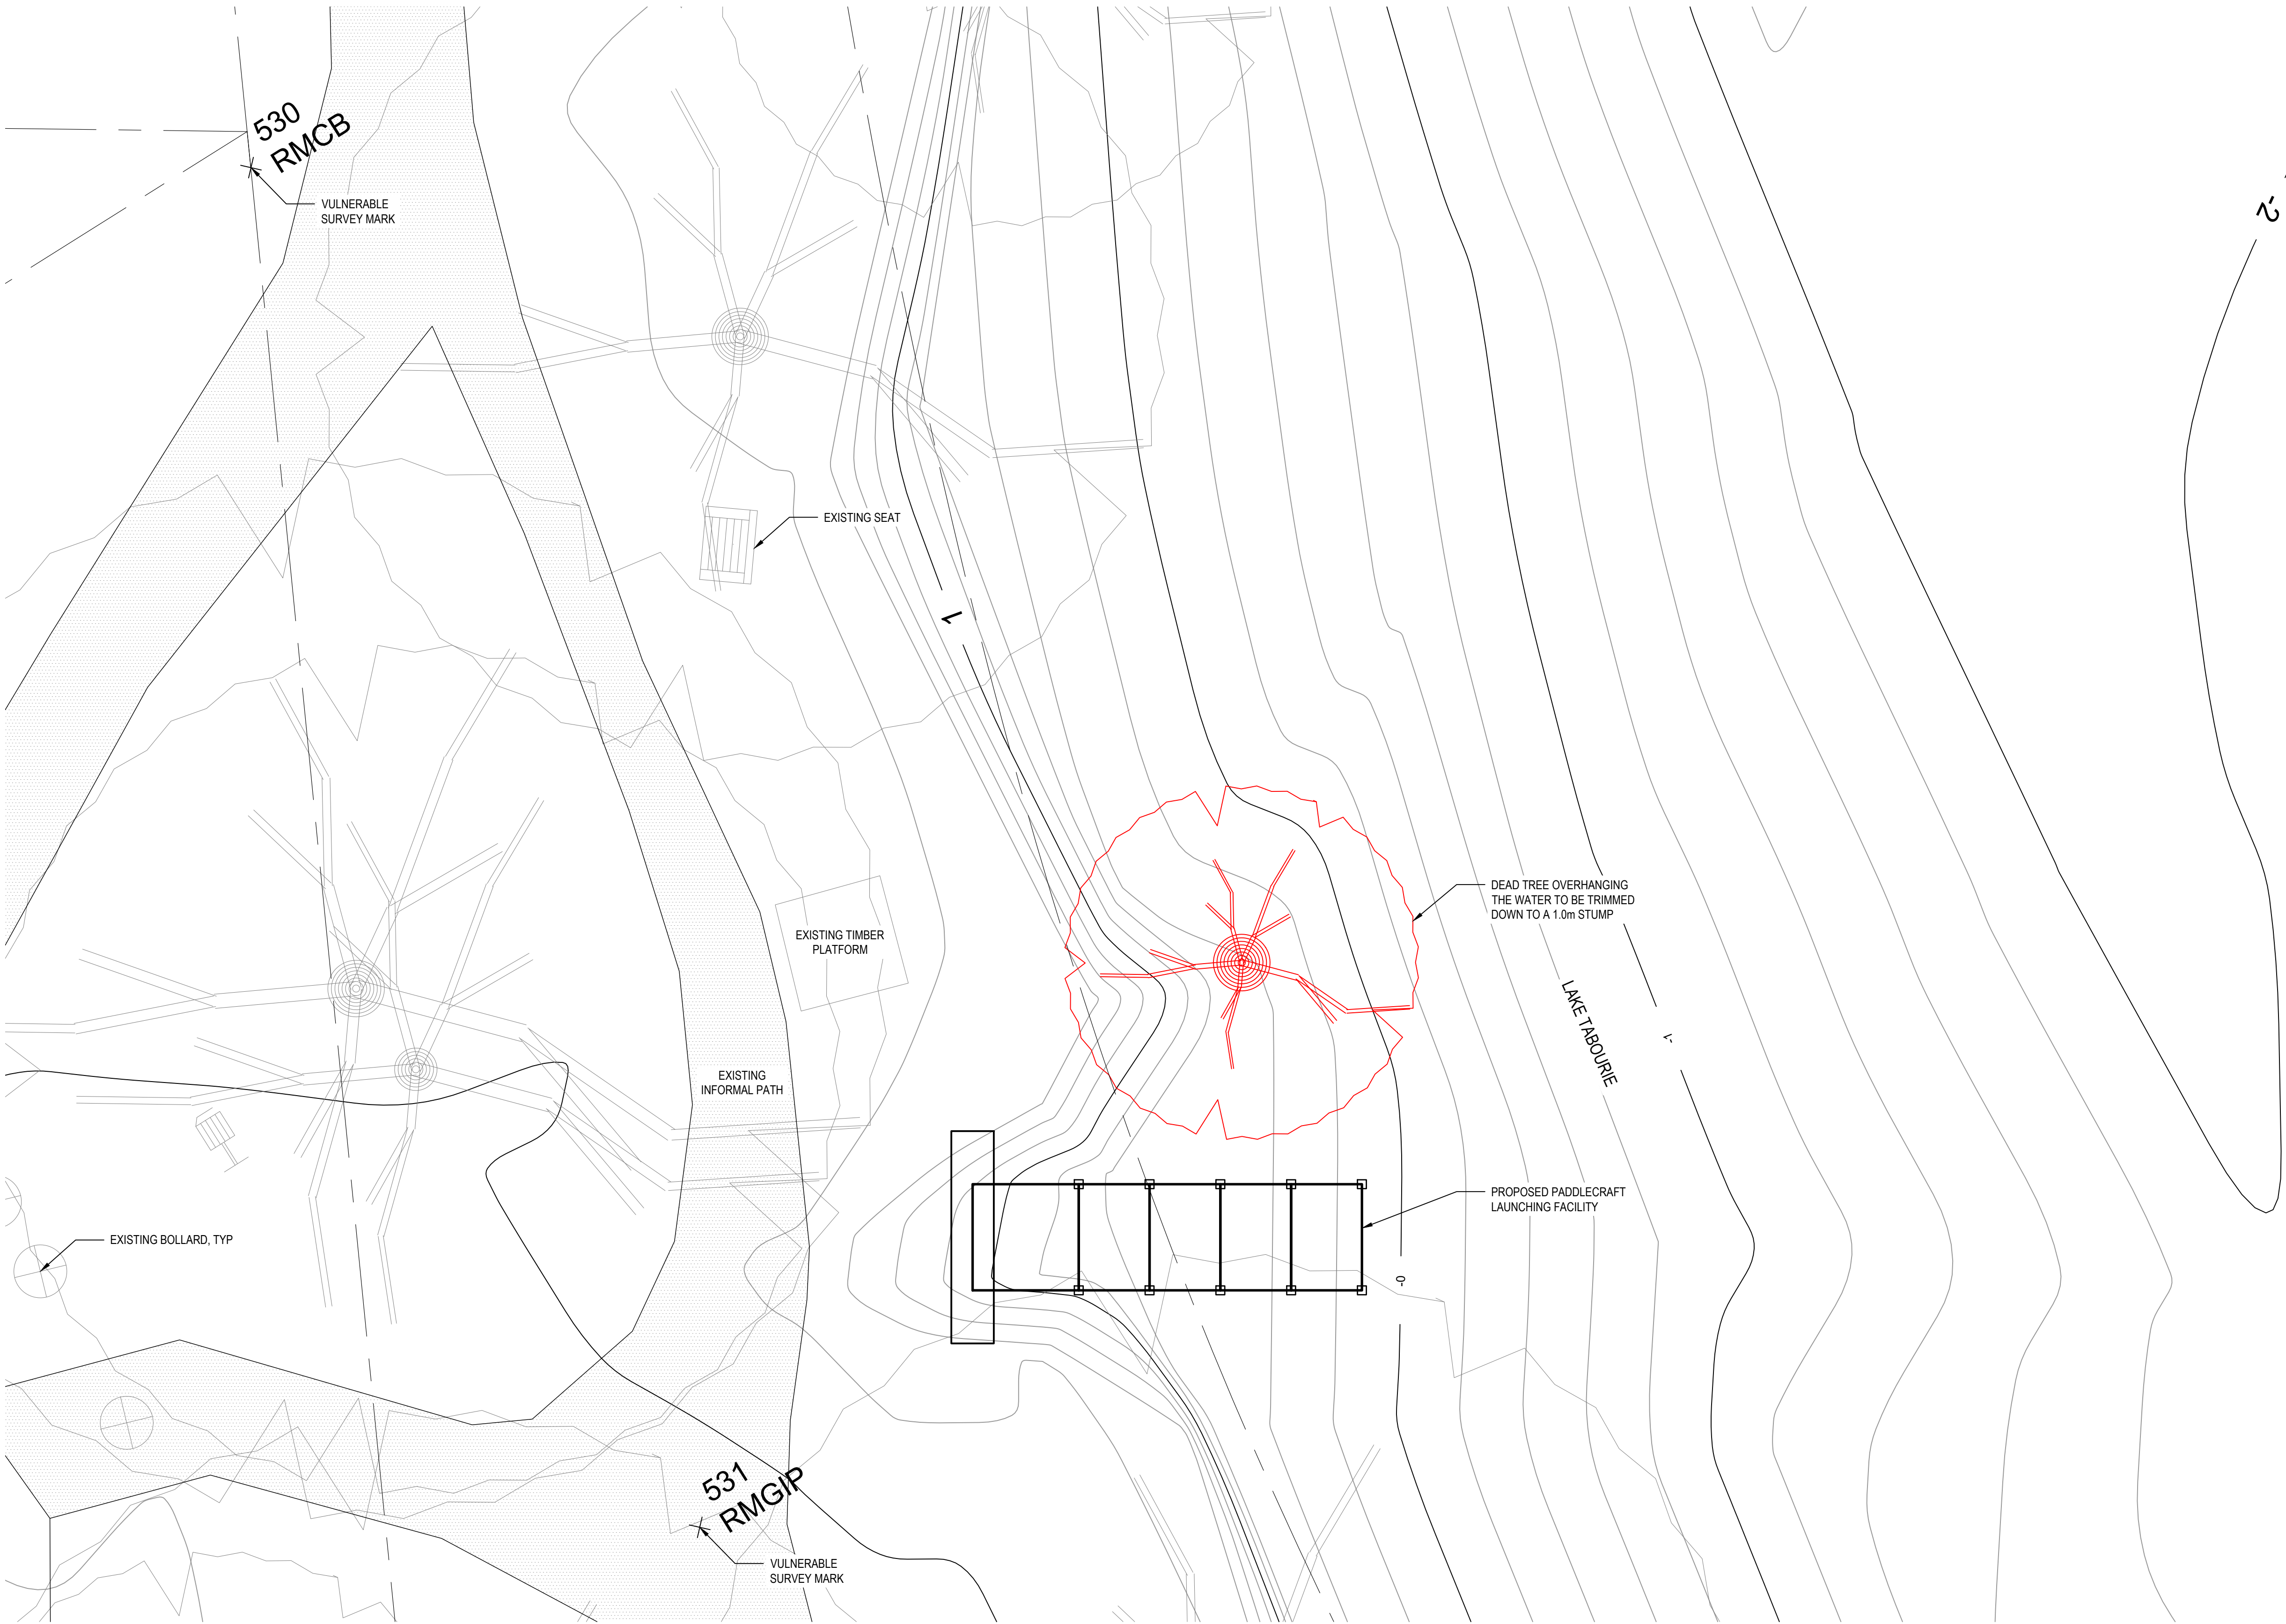 530
RMCB
VULNERABLE
SURVEY MARK
-2
EXISTING SEAT
1
DEAD TREE OVERHANGING
THE WATER TO BE TRIMMED
DOWN TO A 1.0m STUMP
EXISTING TIMBER
PLATFORM
LAKE TABOURIE
-1
EXISTING
INFORMAL PATH
PROPOSED PADDLECRAFT
LAUNCHING FACILITY
EXISTING BOLLARD, TYP
-0
531
RMGIP
VULNERABLE
SURVEY MARK